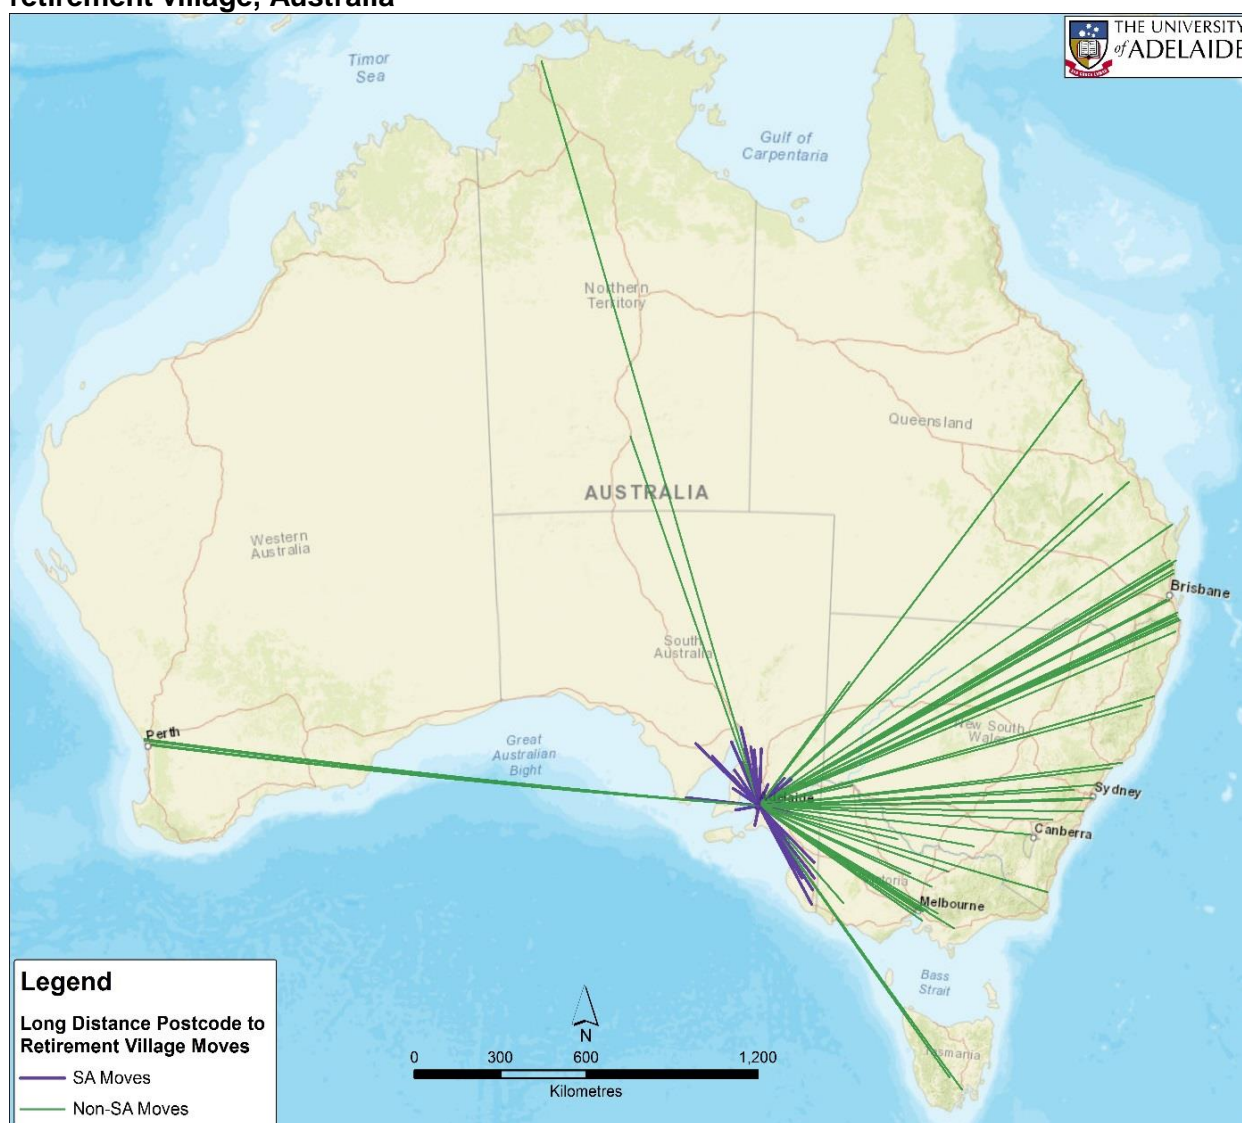 retirement village, Australia
THE UNIVERSITY
of ADELAIDE
Timor
Sea
Gulf of
Carpentaria
Northern
Territory
Queensland
AUSTRALIA
Western
Australia
Brisbane
South
Australia
Perth
New South
Wales
Great
Australian
Bight
Adelaide
Sydney
Canberra
Victoria
Melbourne
Bass
Strait
Tasmania
Legend
Long Distance Postcode to
Retirement Village Moves
SA Moves
Non-SA Moves
N
0 300 600 1,200
Kilometres